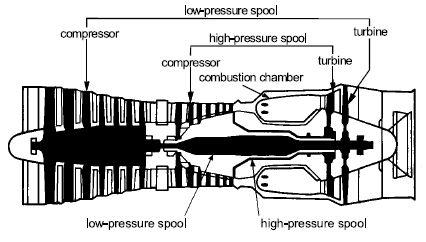 low-pressure spool
compressor
turbine
high-pressure spool
compressor
turbine
combustion chamber
low-pressure spool
high-pressure spool